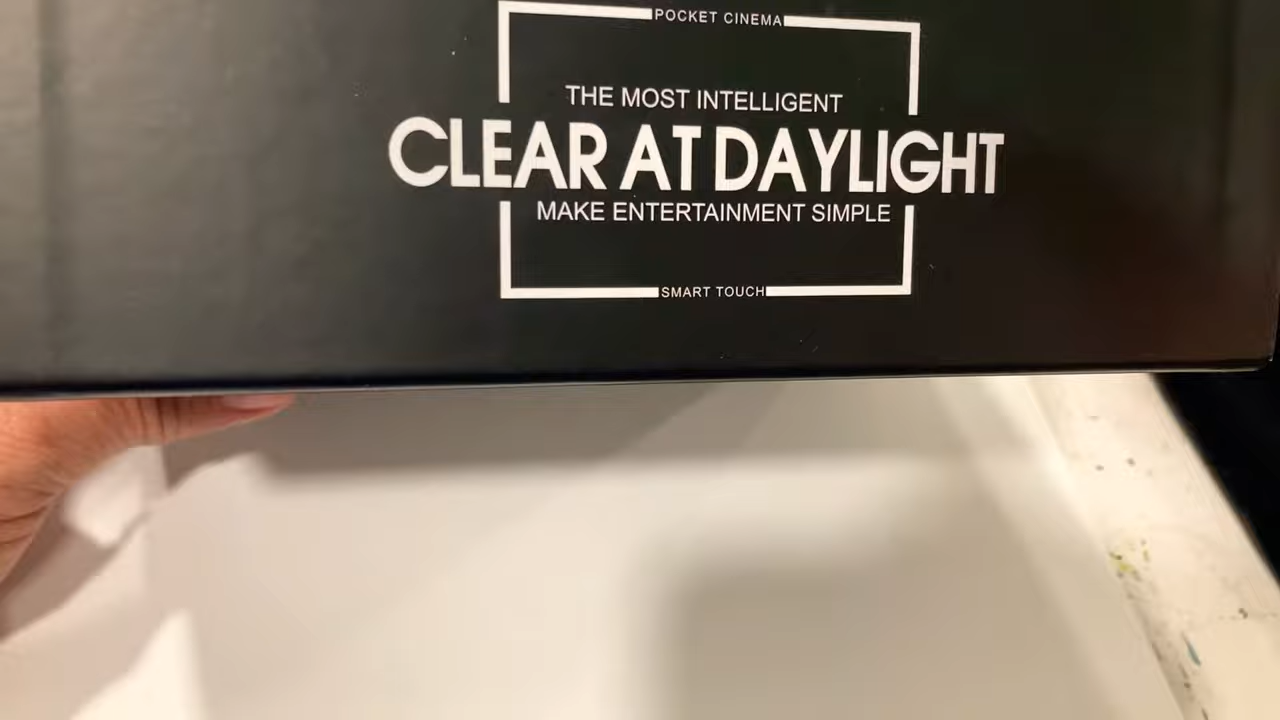 POCKET CINEMA
THE MOST INTELLIGENT
CLEAR AT DAYLIGHT
MAKE ENTERTAINMENT SIMPLE
SMART TOUCH